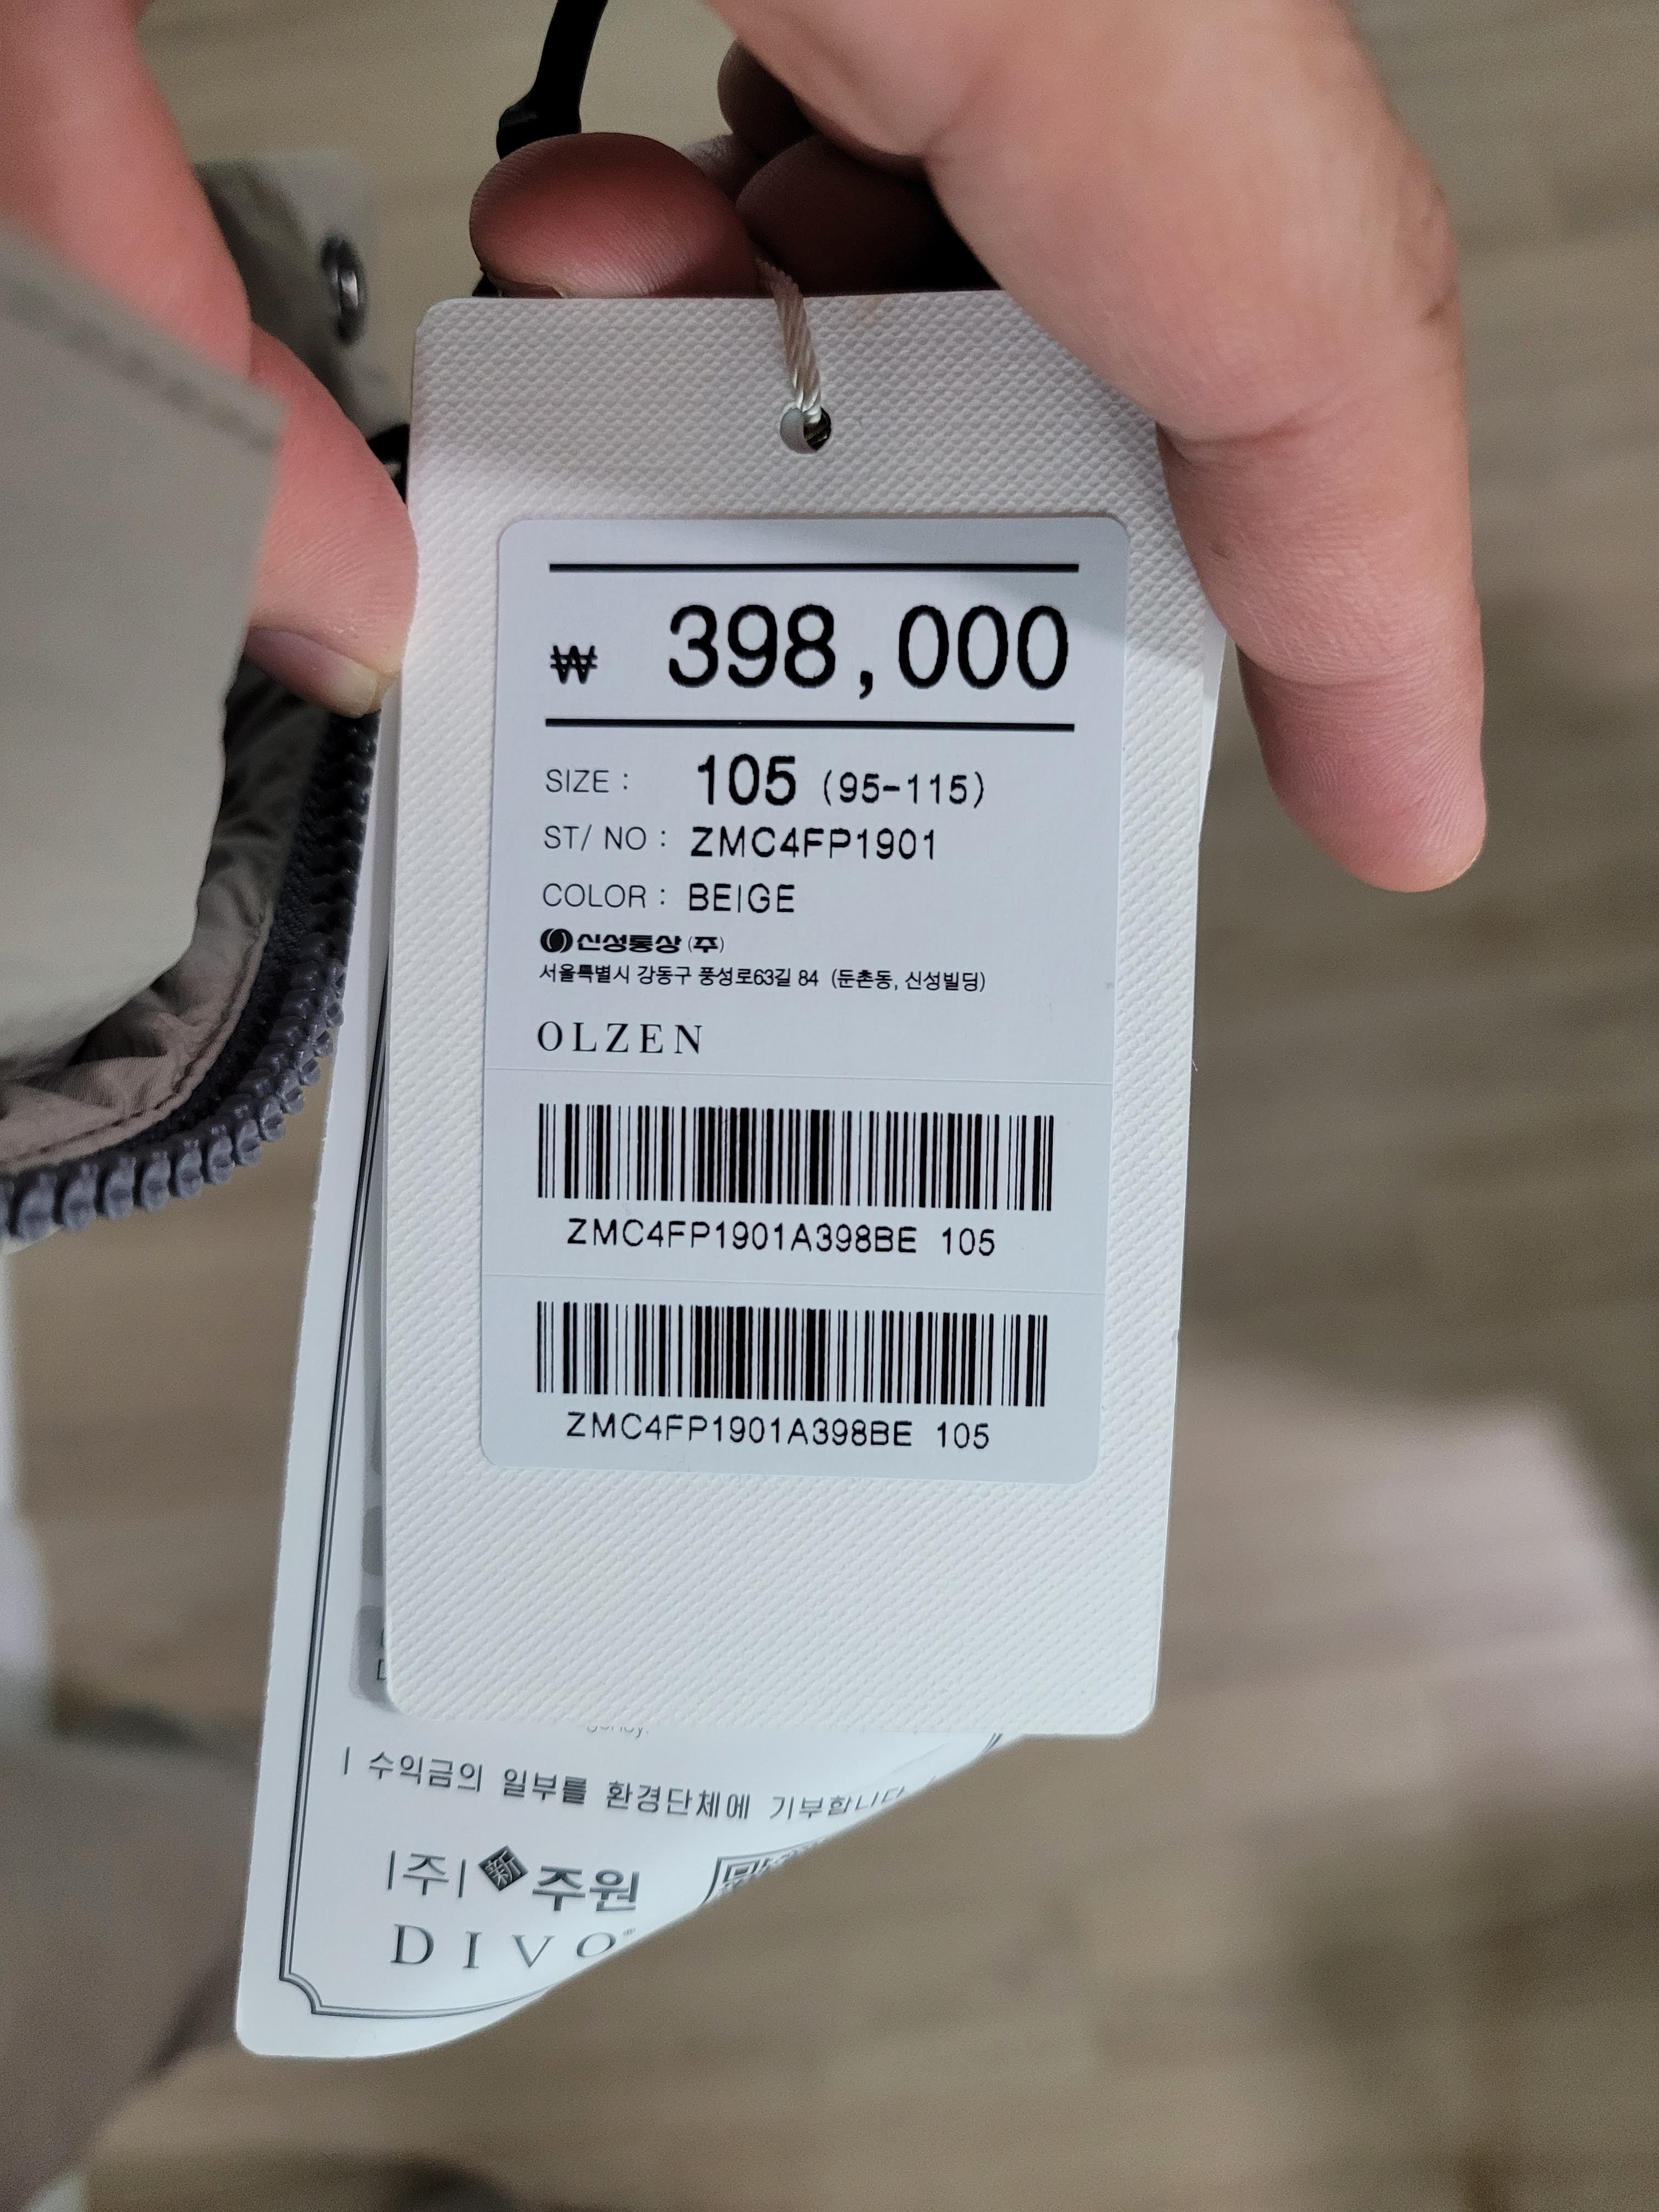 ₩ 398,000
SIZE : 105 (95-115)
ST/ NO : ZMC4FP1901
COLOR : BEIGE
신성통상 (주)
서울특별시 강동구 풍성로63길 84 (둔촌동, 신성빌딩)
OLZEN
ZMC4FP1901A398BE 105
ZMC4FP1901A398BE 105
| 수익금의 일부를 환경단체에 기부합니다
|주| 新 주원
DIVO®